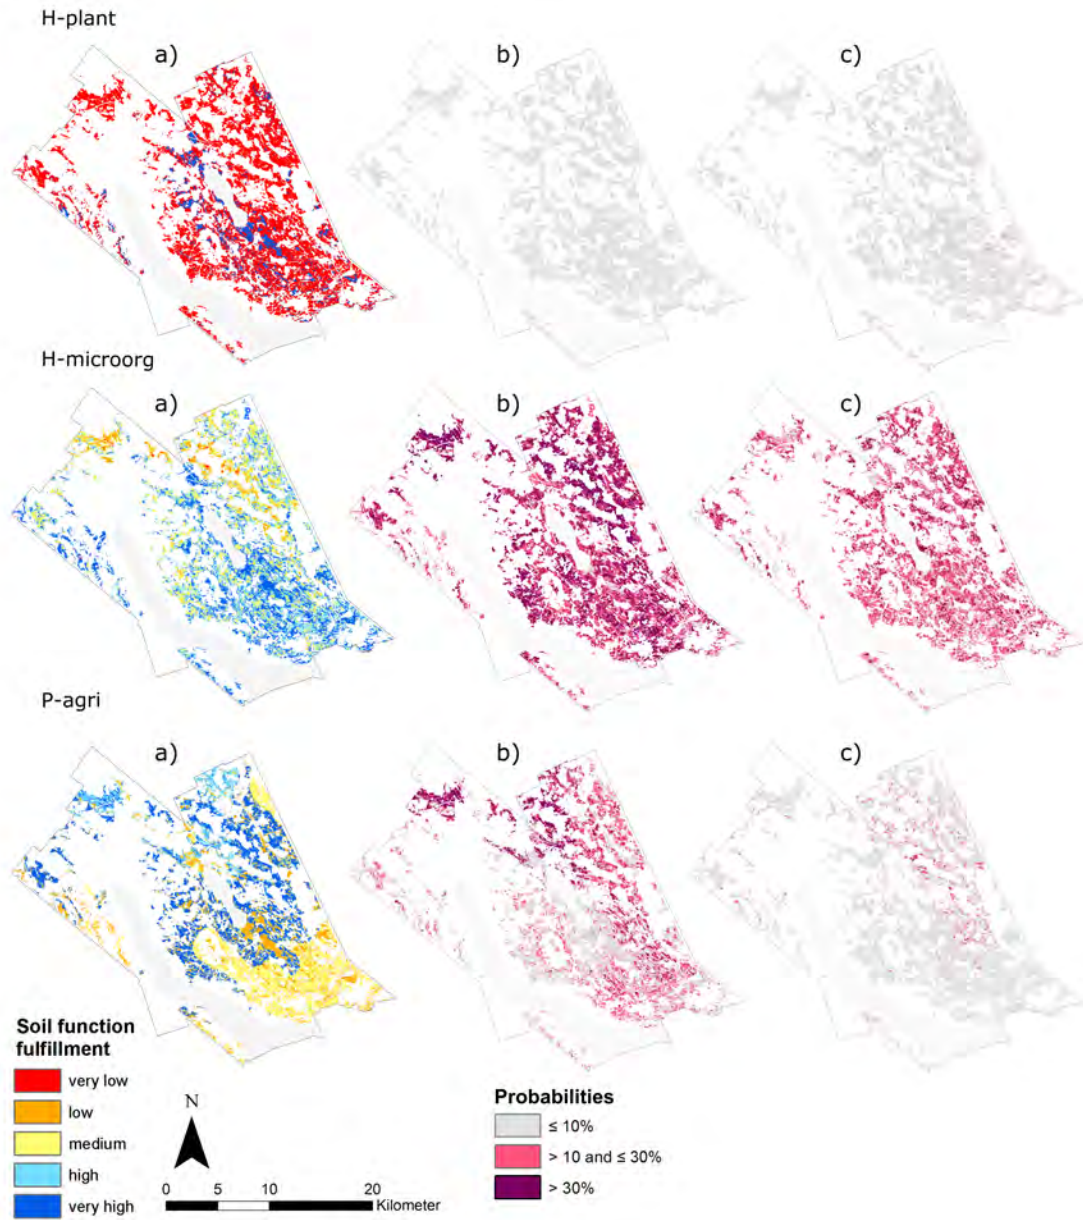 H-plant
a) b) c)
H-microorg
a) b) c)
P-agri
a) b) c)
Soil function
fulfillment
very low
low
medium
high
very high
N
0 5 10 20
Kilometer
Probabilities
≤ 10%
> 10 and ≤ 30%
> 30%